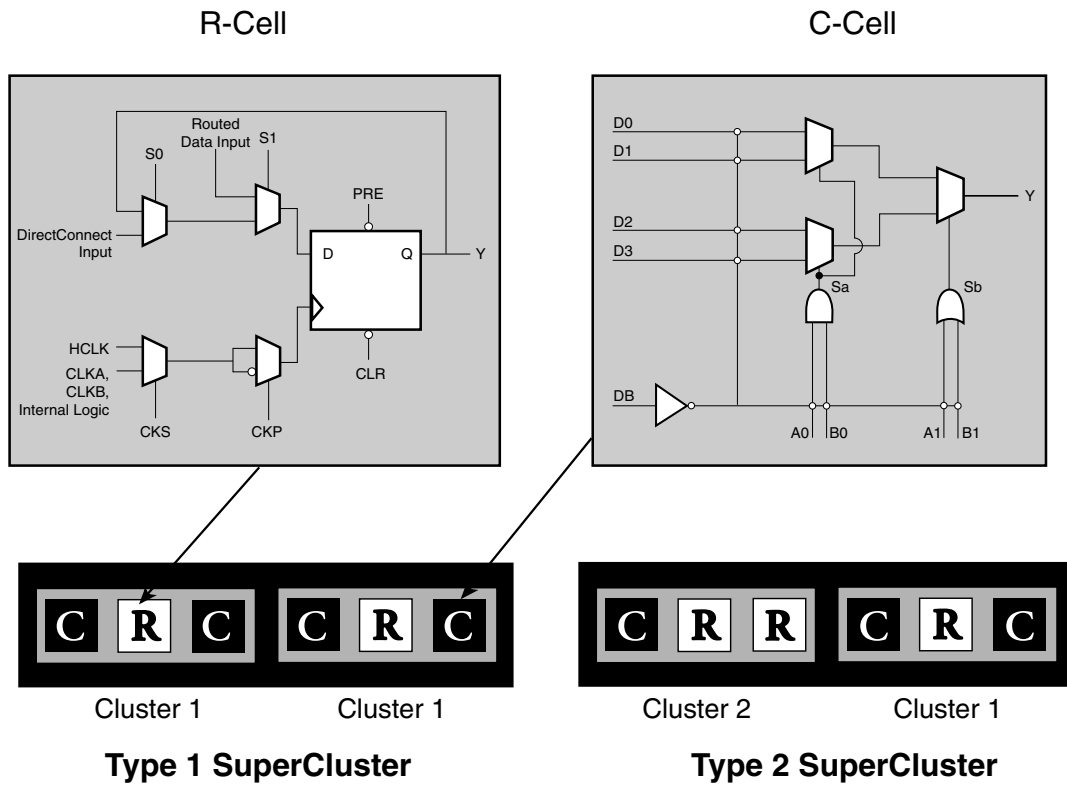 R-Cell
C-Cell
Routed
Data Input
S1
S0
PRE
DirectConnect
Input
D
Q
Y
HCLK
CLKA,
CLKB,
Internal Logic
CLR
CKS
CKP
D0
D1
D2
D3
Sa
Sb
Y
DB
A0
B0
A1
B1
C R C
C R C
C R R
C R C
Cluster 1
Cluster 1
Cluster 2
Cluster 1
Type 1 SuperCluster
Type 2 SuperCluster